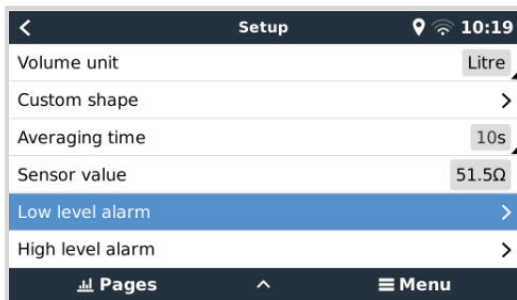 Setup 10:19
Volume unit Litre
Custom shape
Averaging time 10s
Sensor value 51.5Ω
Low level alarm
High level alarm
Pages Menu